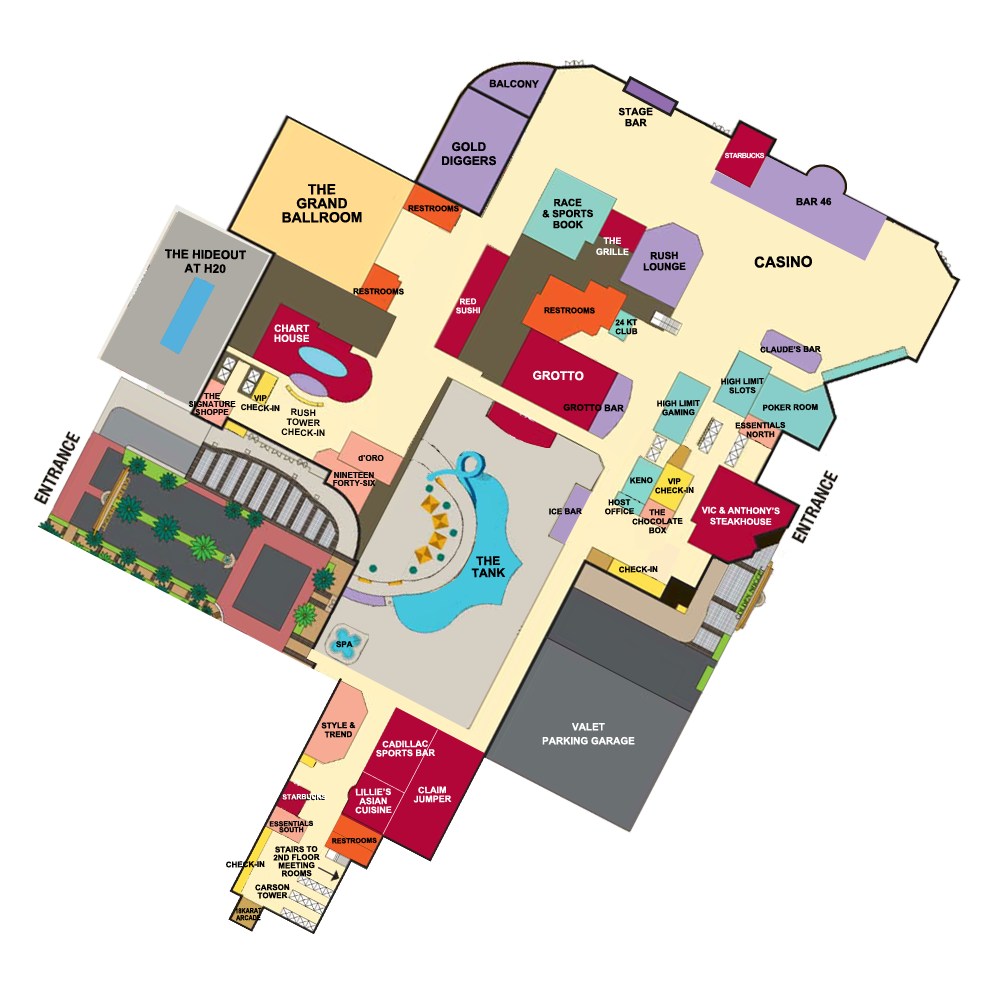 BALCONY
STAGE
BAR
GOLD
DIGGERS
STARBUCKS
BAR 46
THE
GRAND
BALLROOM
RESTROOMS
RACE
& SPORTS
BOOK
THE
GRILLE
RUSH
LOUNGE
CASINO
THE HIDEOUT
AT H20
RESTROOMS
RED
SUSHI
RESTROOMS
24 KT
CLUB
CHART
HOUSE
CLAUDE'S BAR
GROTTO
GROTTO BAR
HIGH LIMIT
SLOTS
HIGH LIMIT
GAMING
POKER ROOM
THE
SIGNATURE
SHOPPE
VIP
CHECK-IN
RUSH
TOWER
CHECK-IN
ESSENTIALS
NORTH
d'ORO
NINETEEN
FORTY-SIX
ENTRANCE
KENO
VIP
CHECK-IN
HOST
OFFICE
THE
CHOCOLATE
BOX
VIC & ANTHONY'S
STEAKHOUSE
ENTRANCE
ICE BAR
THE
TANK
CHECK-IN
GOLDEN NUGGET
SPA
STYLE &
TREND
VALET
PARKING GARAGE
CADILLAC
SPORTS BAR
CLAIM
JUMPER
LILLIE'S
ASIAN
CUISINE
STARBUCKS
ESSENTIALS
SOUTH
RESTROOMS
STAIRS TO
2ND FLOOR
MEETING
ROOMS
CHECK-IN
CARSON
TOWER
18KARAT
ARCADE